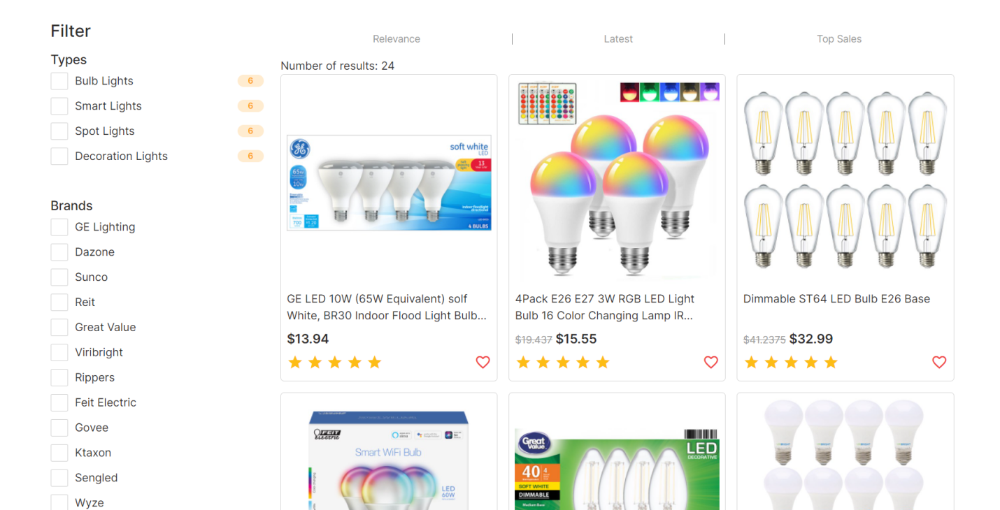 Filter
Types
Bulb Lights 6
Smart Lights 6
Spot Lights 6
Decoration Lights 6
Brands
GE Lighting
Dazone
Sunco
Reit
Great Value
Viribright
Rippers
Feit Electric
Govee
Ktaxon
Sengled
Wyze
Relevance
Latest
Top Sales
Number of results: 24
soft white
LED
13
65w
10w
700
4 BULBS
GE LED 10W (65W Equivalent) solf
White, BR30 Indoor Flood Light Bulb...
$13.94
4Pack E26 E27 3W RGB LED Light
Bulb 16 Color Changing Lamp IR...
$19.437 $15.55
Dimmable ST64 LED Bulb E26 Base
$41.2375 $32.99
FEIT
electric
Smart WiFi Bulb
LED
60W
Great
Value
LED
DECORATIVE
40 4
SOFT WHITE
DIMMABLE
Medium Base